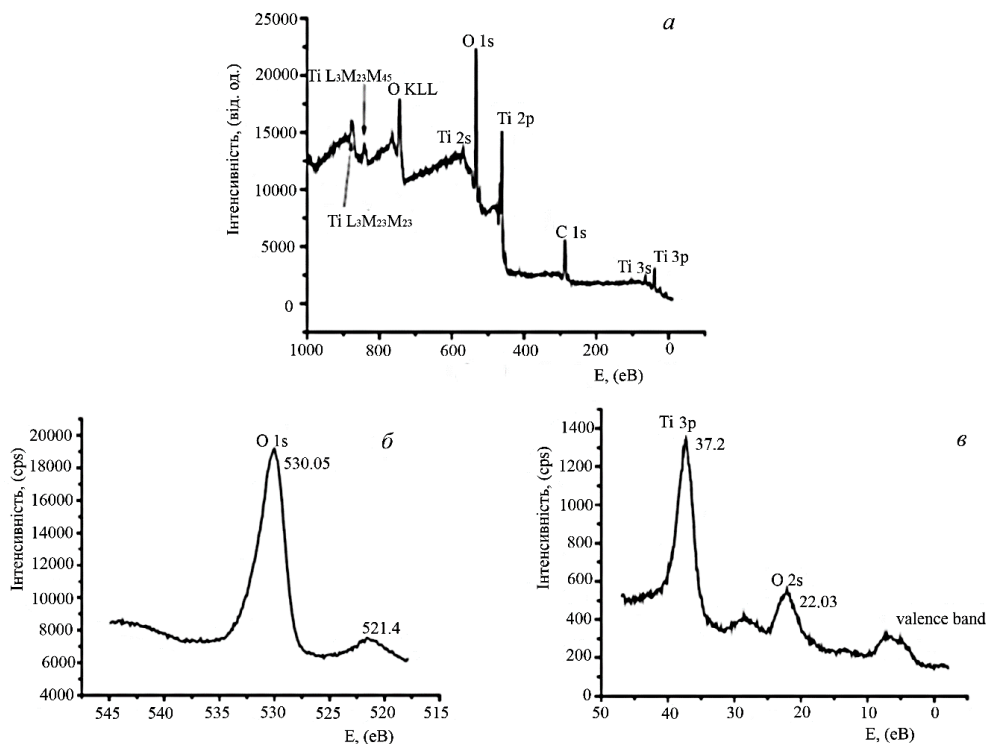 а
25000
20000
15000
10000
5000
0
Інтенсивність, (від. од.)
O 1s
Ti L₃M₂₃M₄₅
O KLL
Ti 2s
Ti 2p
Ti L₃M₂₃M₂₃
C 1s
Ti 3s
Ti 3p
1000 800 600 400 200 0
E, (eB)
б
20000
18000
16000
14000
12000
10000
8000
6000
4000
Інтенсивність, (cps)
O 1s
530.05
521.4
545 540 535 530 525 520 515
E, (eB)
в
1400
1200
1000
800
600
400
200
0
Інтенсивність, (cps)
Ti 3p
37.2
O 2s
22.03
valence band
50 40 30 20 10 0
E, (eB)